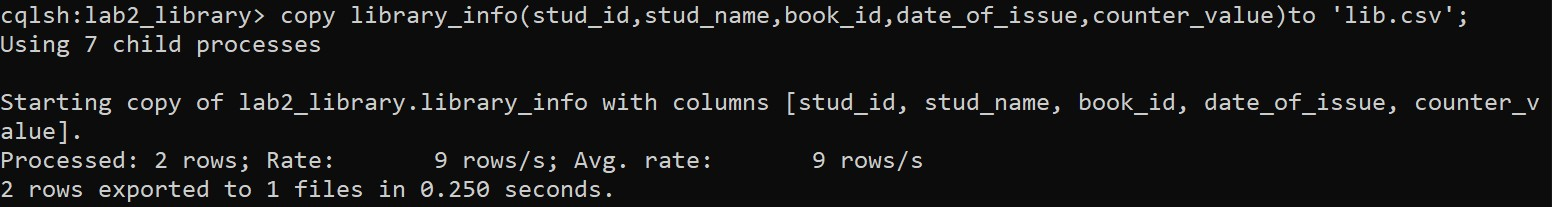 cqlsh:lab2_library> copy library_info(stud_id,stud_name,book_id,date_of_issue,counter_value)to 'lib.csv';
Using 7 child processes

Starting copy of lab2_library.library_info with columns [stud_id, stud_name, book_id, date_of_issue, counter_v
alue].
Processed: 2 rows; Rate:       9 rows/s; Avg. rate:       9 rows/s
2 rows exported to 1 files in 0.250 seconds.